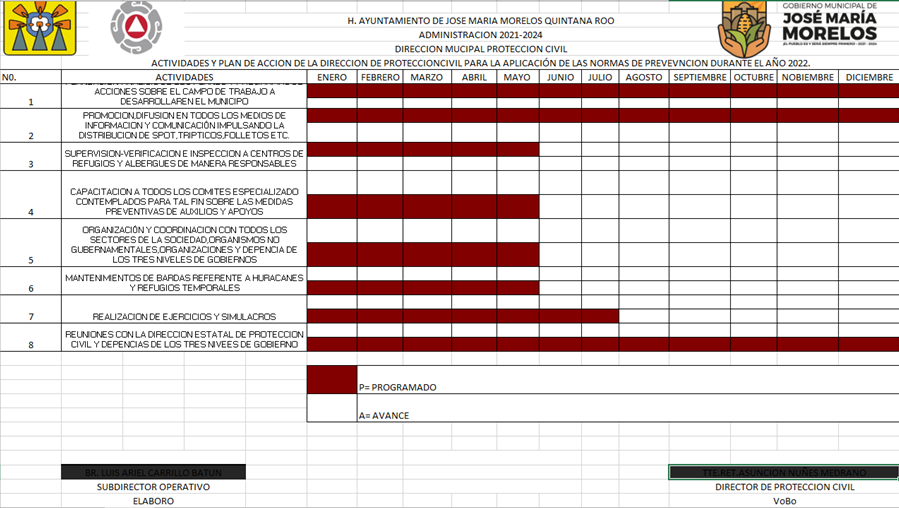 GOBIERNO MUNICIPAL DE
JOSÉ MARÍA
MORELOS
¡EL PUEBLO ES Y SERÁ SIEMPRE PRIMERO! - 2021 - 2024
H. AYUNTAMIENTO DE JOSE MARIA MORELOS QUINTANA ROO
ADMINISTRACION 2021-2024
DIRECCION MUCIPAL PROTECCION CIVIL
ACTIVIDADES Y PLAN DE ACCION DE LA DIRECCION DE PROTECCIONCIVIL PARA LA APLICACIÓN DE LAS NORMAS DE PREVEVNCION DURANTE EL AÑO 2022.
N0. ACTIVIDADES ENERO FEBRERO MARZO ABRIL MAYO JUNIO JULIO AGOSTO SEPTIEMBRE OCTUBRE NOBIEMBRE DICIEMBRE
ACCIONES SOBRE EL CAMPO DE TRABAJO A
1 DESARROLLAREN EL MUNICIPO
PROMOCION,DIFUSION EN TODOS LOS MEDIOS DE
INFORMACION Y COMUNICACIÓN IMPULSANDO LA
2 DISTRIBUCION DE SPOT,TRIPTICOS,FOLLETOS ETC.
SUPERVISION-VERIFICACION E INSPECCION A CENTROS DE
3 REFUGIOS Y ALBERGUES DE MANERA RESPONSABLES
CAPACITACION A TODOS LOS COMITES ESPECIALIZADO
CONTEMPLADOS PARA TAL FIN SOBRE LAS MEDIDAS
4 PREVENTIVAS DE AUXILIOS Y APOYOS
ORGANIZACIÓN Y COORDINACION CON TODOS LOS
SECTORES DE LA SOCIEDAD,ORGANISMOS NO
GUBERNAMENTALES,ORGANIZACIONES Y DEPENCIA DE
5 LOS TRES NIVELES DE GOBIERNOS
MANTENIMIENTOS DE BARDAS REFERENTE A HURACANES
6 Y REFUGIOS TEMPORALES
7 REALIZACION DE EJERCICIOS Y SIMULACROS
REUNIONES CON LA DIRECCION ESTATAL DE PROTECCION
8 CIVIL Y DEPENCIAS DE LOS TRES NIVEES DE GOBIERNO
P= PROGRAMADO
A= AVANCE
BR. LUIS ARIEL CARRILLO BATUN TTE.RET.ASUNCION NUÑES MEDRANO
SUBDIRECTOR OPERATIVO DIRECTOR DE PROTECCION CIVIL
ELABORO VoBo